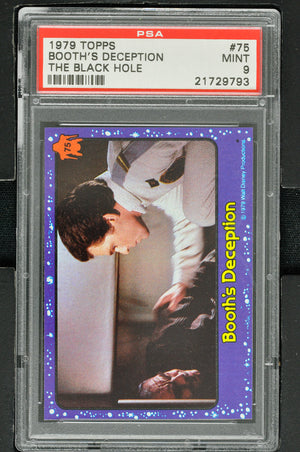 PSA
1979 TOPPS #75
BOOTH'S DECEPTION MINT
THE BLACK HOLE 9
21729793
75
Booth's Deception
© 1979 Walt Disney Productions